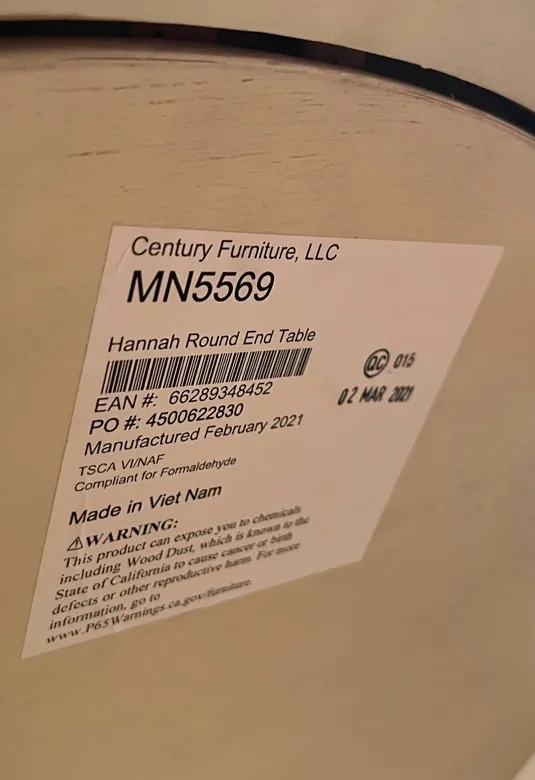 Century Furniture, LLC
MN5569
Hannah Round End Table
EAN #: 66289348452
PO #: 4500622830
Manufactured February 2021
QC 015
02 MAR 2021
TSCA VI/NAF
Compliant for Formaldehyde
Made in Viet Nam
⚠WARNING:
This product can expose you to chemicals
including Wood Dust, which is known to the
State of California to cause cancer or birth
defects or other reproductive harm. For more
information, go to
www.P65Warnings.ca.gov/furniture.